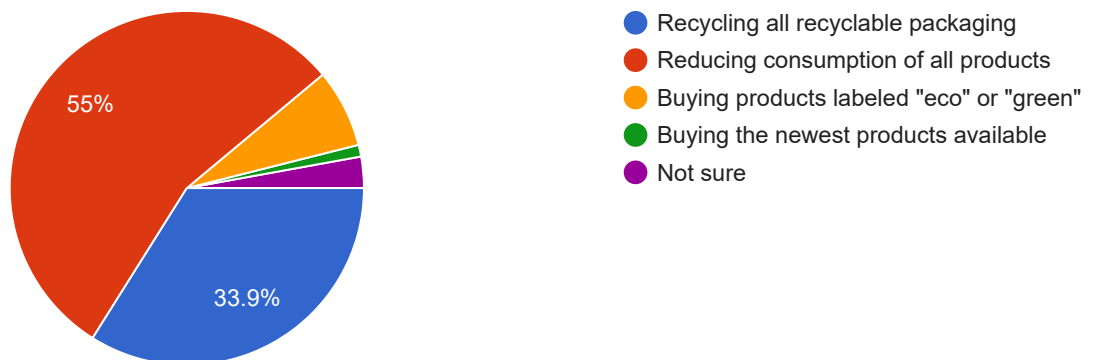 55%
33.9%
Recycling all recyclable packaging
Reducing consumption of all products
Buying products labeled "eco" or "green"
Buying the newest products available
Not sure